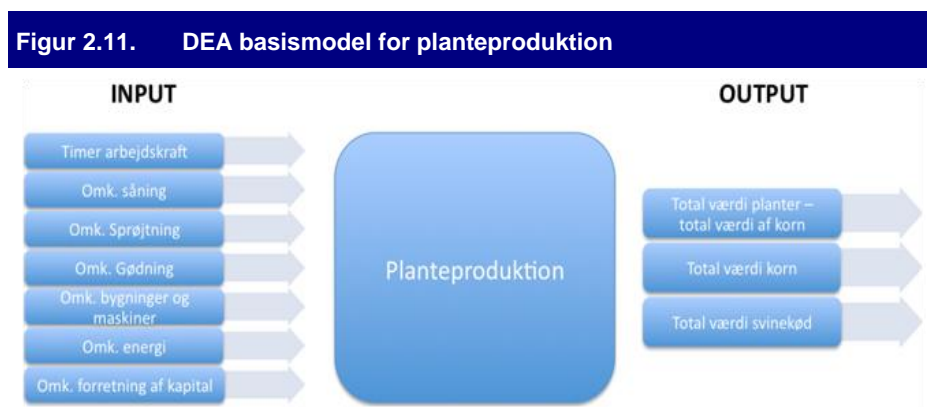 Figur 2.11. DEA basismodel for planteproduktion
INPUT
Timer arbejdskraft
Omk. såning
Omk. Sprøjtning
Omk. Gødning
Omk. bygninger og
maskiner
Omk. energi
Omk. forretning af kapital
Planteproduktion
OUTPUT
Total værdi planter –
total værdi af korn
Total værdi korn
Total værdi svinekød